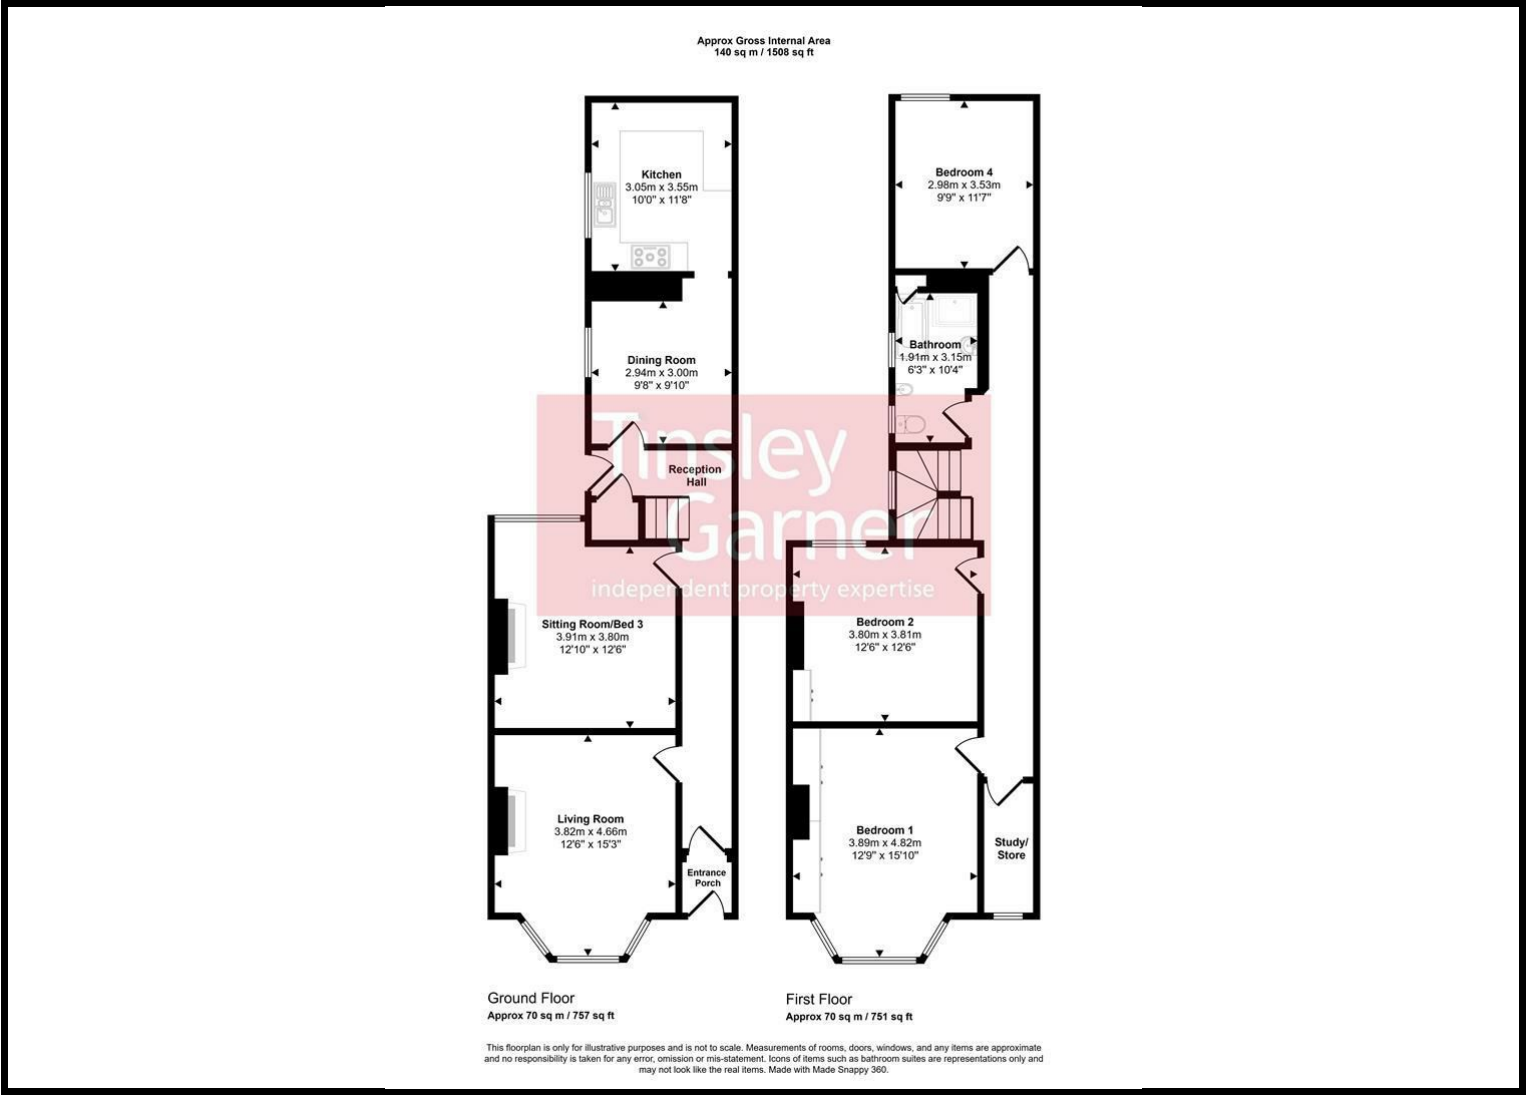 Approx Gross Internal Area
140 sq m / 1508 sq ft
Kitchen
3.05m x 3.55m
10'0" x 11'8"
Dining Room
2.94m x 3.00m
9'8" x 9'10"
Reception
Hall
Sitting Room/Bed 3
3.91m x 3.80m
12'10" x 12'6"
Living Room
3.82m x 4.66m
12'6" x 15'3"
Entrance
Porch
Bedroom 4
2.98m x 3.53m
9'9" x 11'7"
Bathroom
1.91m x 3.15m
6'3" x 10'4"
Bedroom 2
3.80m x 3.81m
12'6" x 12'6"
Bedroom 1
3.89m x 4.82m
12'9" x 15'10"
Study/
Store
Tinsley
Garner
independent property expertise
Ground Floor
Approx 70 sq m / 757 sq ft
First Floor
Approx 70 sq m / 751 sq ft
This floorplan is only for illustrative purposes and is not to scale. Measurements of rooms, doors, windows, and any items are approximate
and no responsibility is taken for any error, omission or mis-statement. Icons of items such as bathroom suites are representations only and
may not look like the real items. Made with Made Snappy 360.